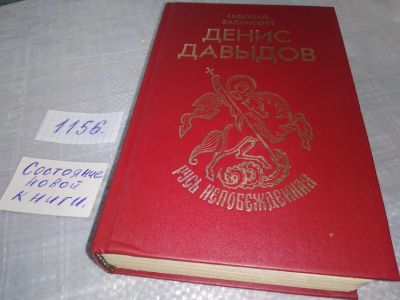 НИКОЛАЙ
ЗАДОНСКИЙ
ДЕНИС
ДАВЫДОВ
РУСЬ НЕПОБЕЖДЕННАЯ
1156.
Состояние
новой
книги.